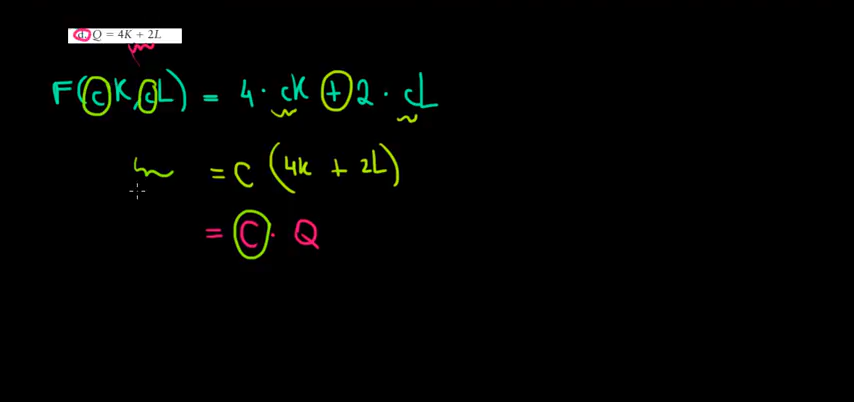 d. Q = 4K + 2L
F(cK, cL) = 4 · cK + 2 · cL
= C (4K + 2L)
= C · Q